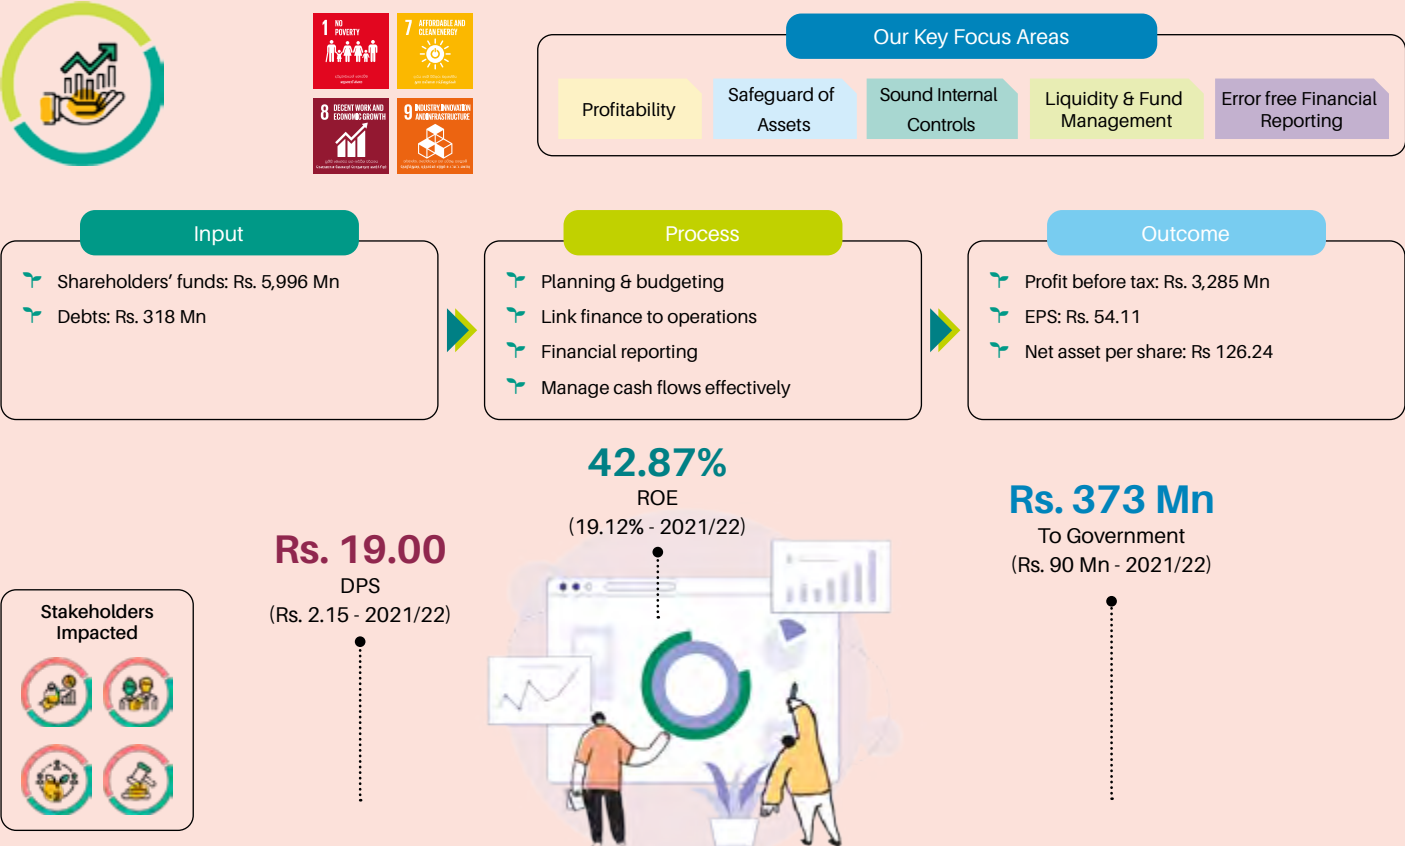 1 NO
POVERTY
7 AFFORDABLE AND
CLEAN ENERGY
8 DECENT WORK AND
ECONOMIC GROWTH
9 INDUSTRY, INNOVATION
AND INFRASTRUCTURE
Our Key Focus Areas
Profitability
Safeguard of
Assets
Sound Internal
Controls
Liquidity & Fund
Management
Error free Financial
Reporting
Input
Shareholders’ funds: Rs. 5,996 Mn
Debts: Rs. 318 Mn
Process
Planning & budgeting
Link finance to operations
Financial reporting
Manage cash flows effectively
Outcome
Profit before tax: Rs. 3,285 Mn
EPS: Rs. 54.11
Net asset per share: Rs 126.24
42.87%
ROE
(19.12% - 2021/22)
Rs. 373 Mn
To Government
(Rs. 90 Mn - 2021/22)
Rs. 19.00
DPS
(Rs. 2.15 - 2021/22)
Stakeholders
Impacted